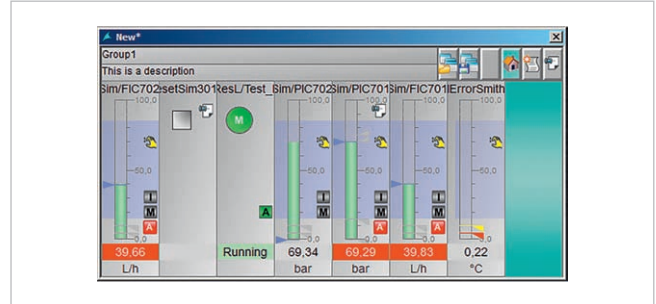 New*
Group1
This is a description
Sim/FIC702 esetSim301 ResL/Test_ Sim/PIC702 Sim/PIC701 Sim/FIC701 lErrorSmith
100,0 100,0 100,0 100,0 100,0
M
50,0 50,0 50,0 50,0 50,0
I I I I
M M M M
A A A A
0,0 0,0 0,0 0,0 0,0
39,66 Running 69,34 69,29 39,83 0,22
L/h bar bar L/h °C